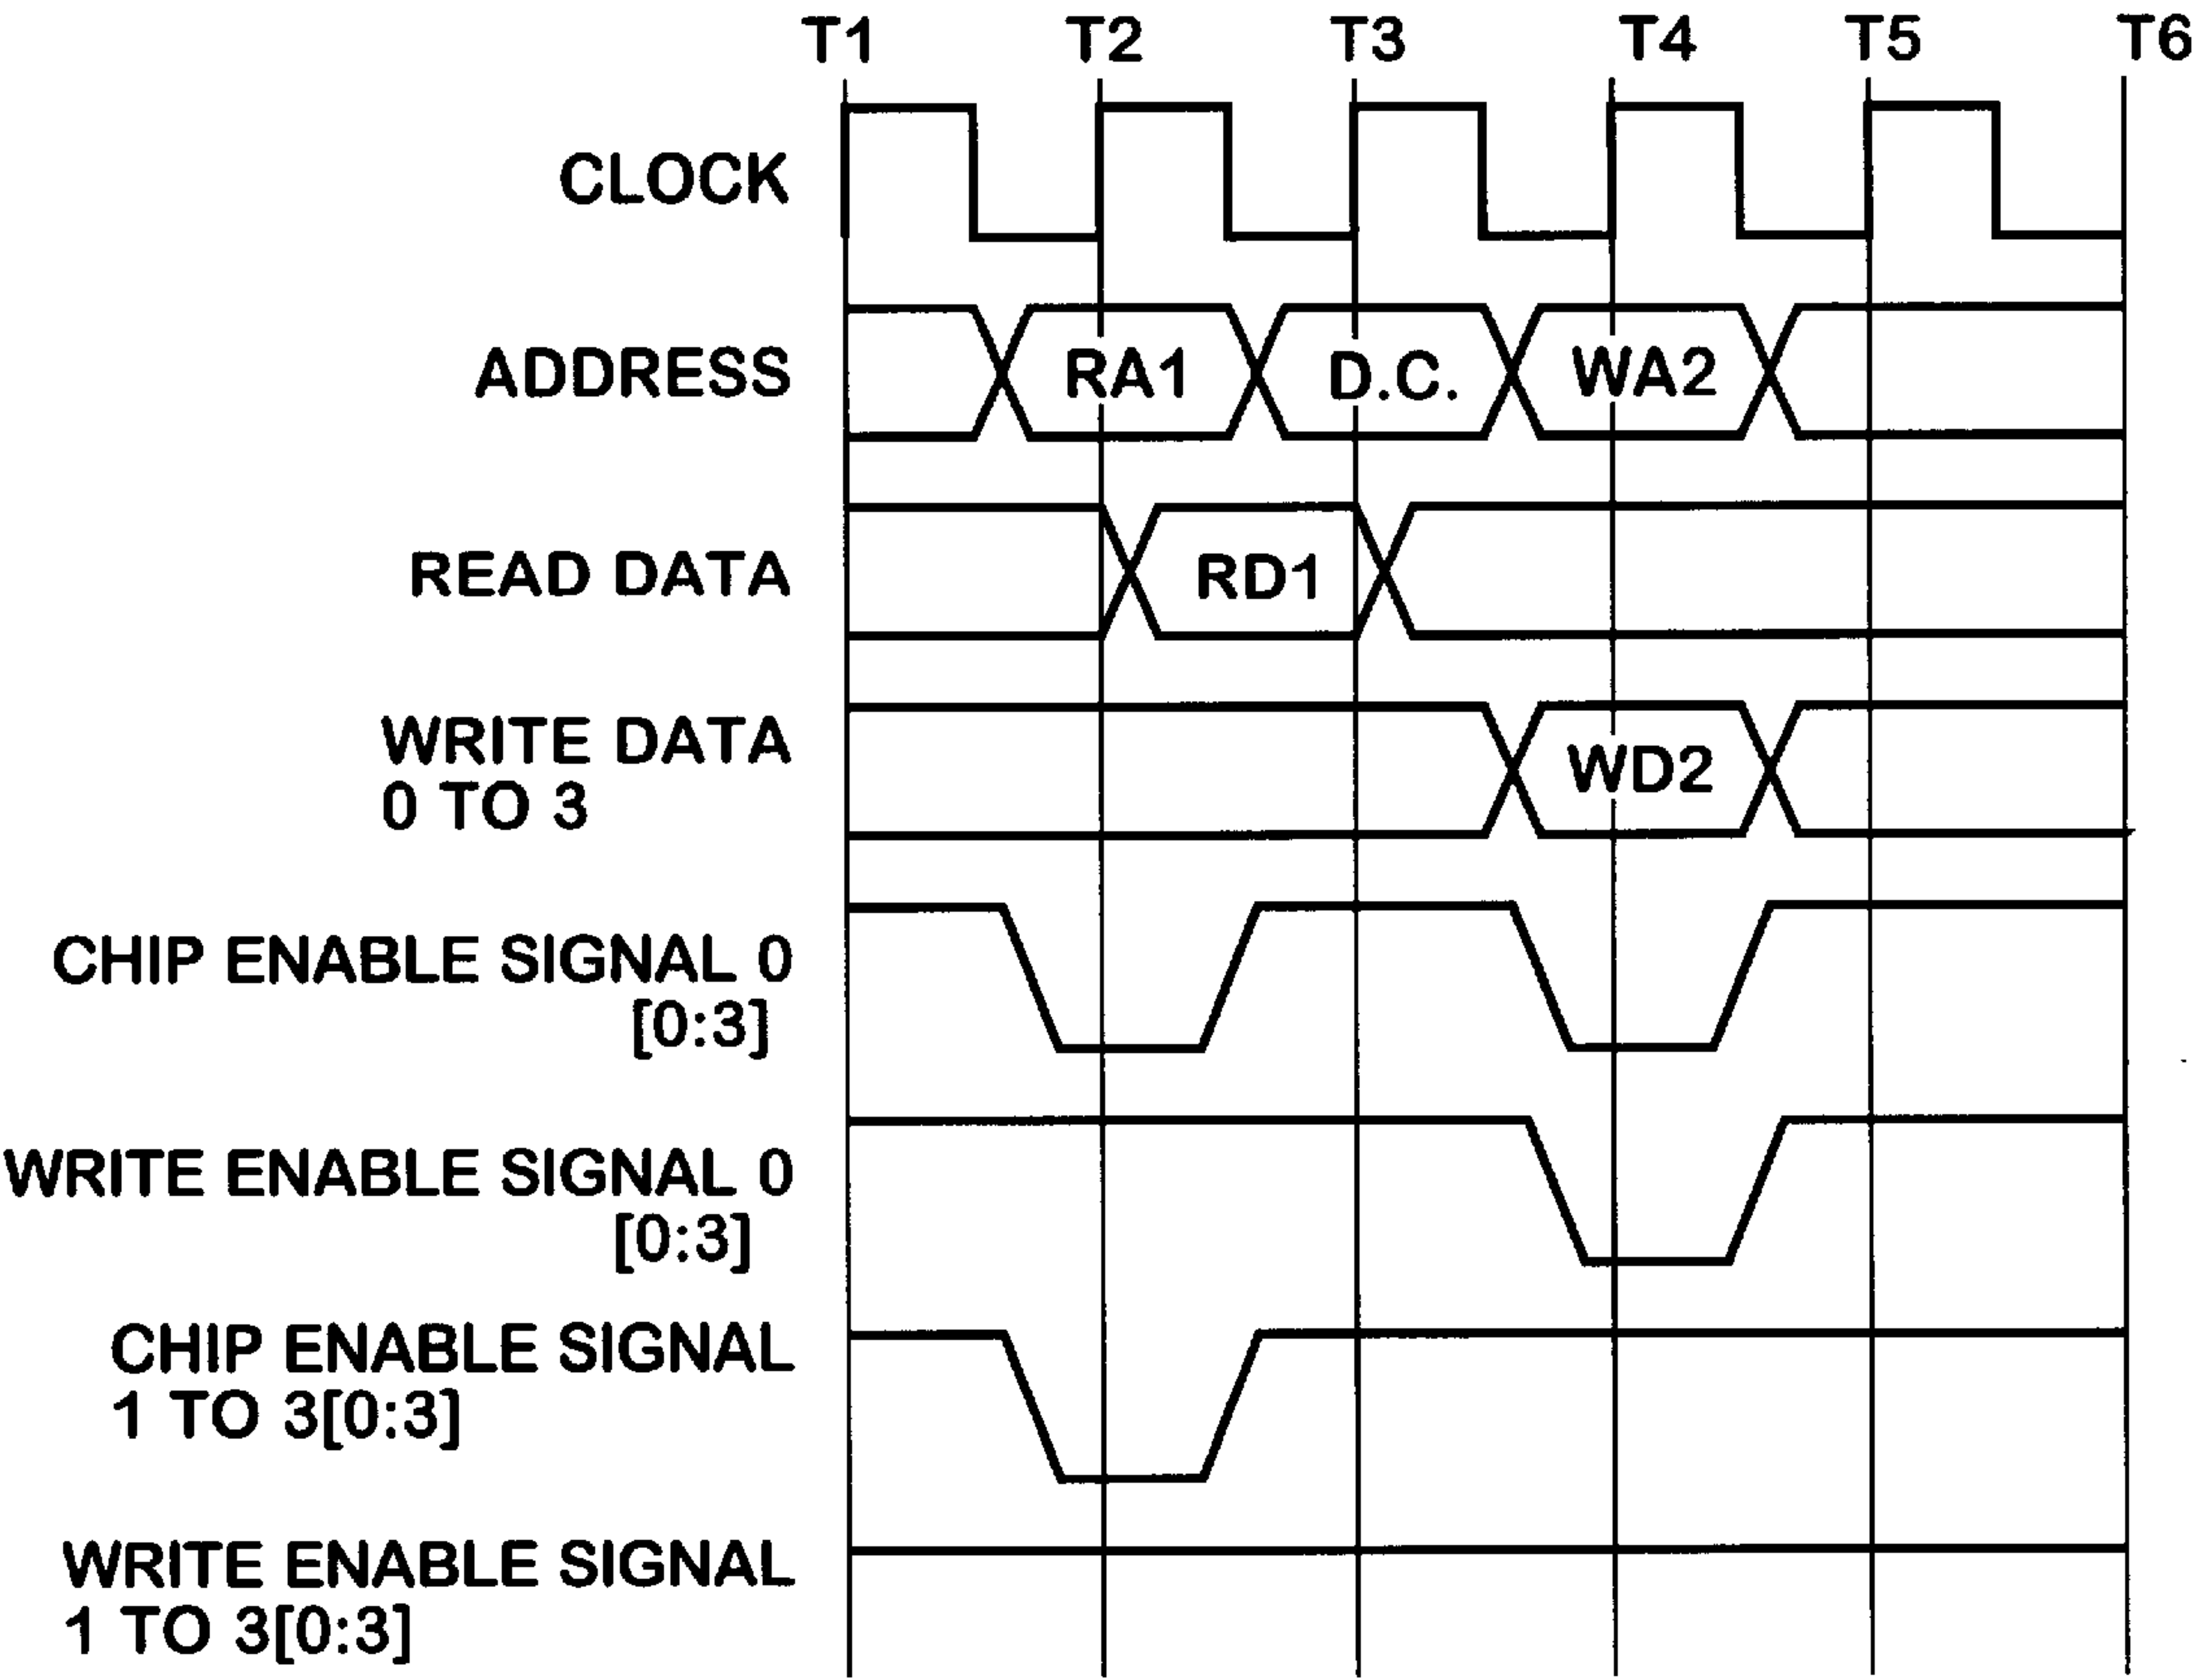 T1 T2 T3 T4 T5 T6
CLOCK
ADDRESS RA1 D.C. WA2
READ DATA RD1
WRITE DATA
0 TO 3
WD2
CHIP ENABLE SIGNAL 0
[0:3]
WRITE ENABLE SIGNAL 0
[0:3]
CHIP ENABLE SIGNAL
1 TO 3[0:3]
WRITE ENABLE SIGNAL
1 TO 3[0:3]